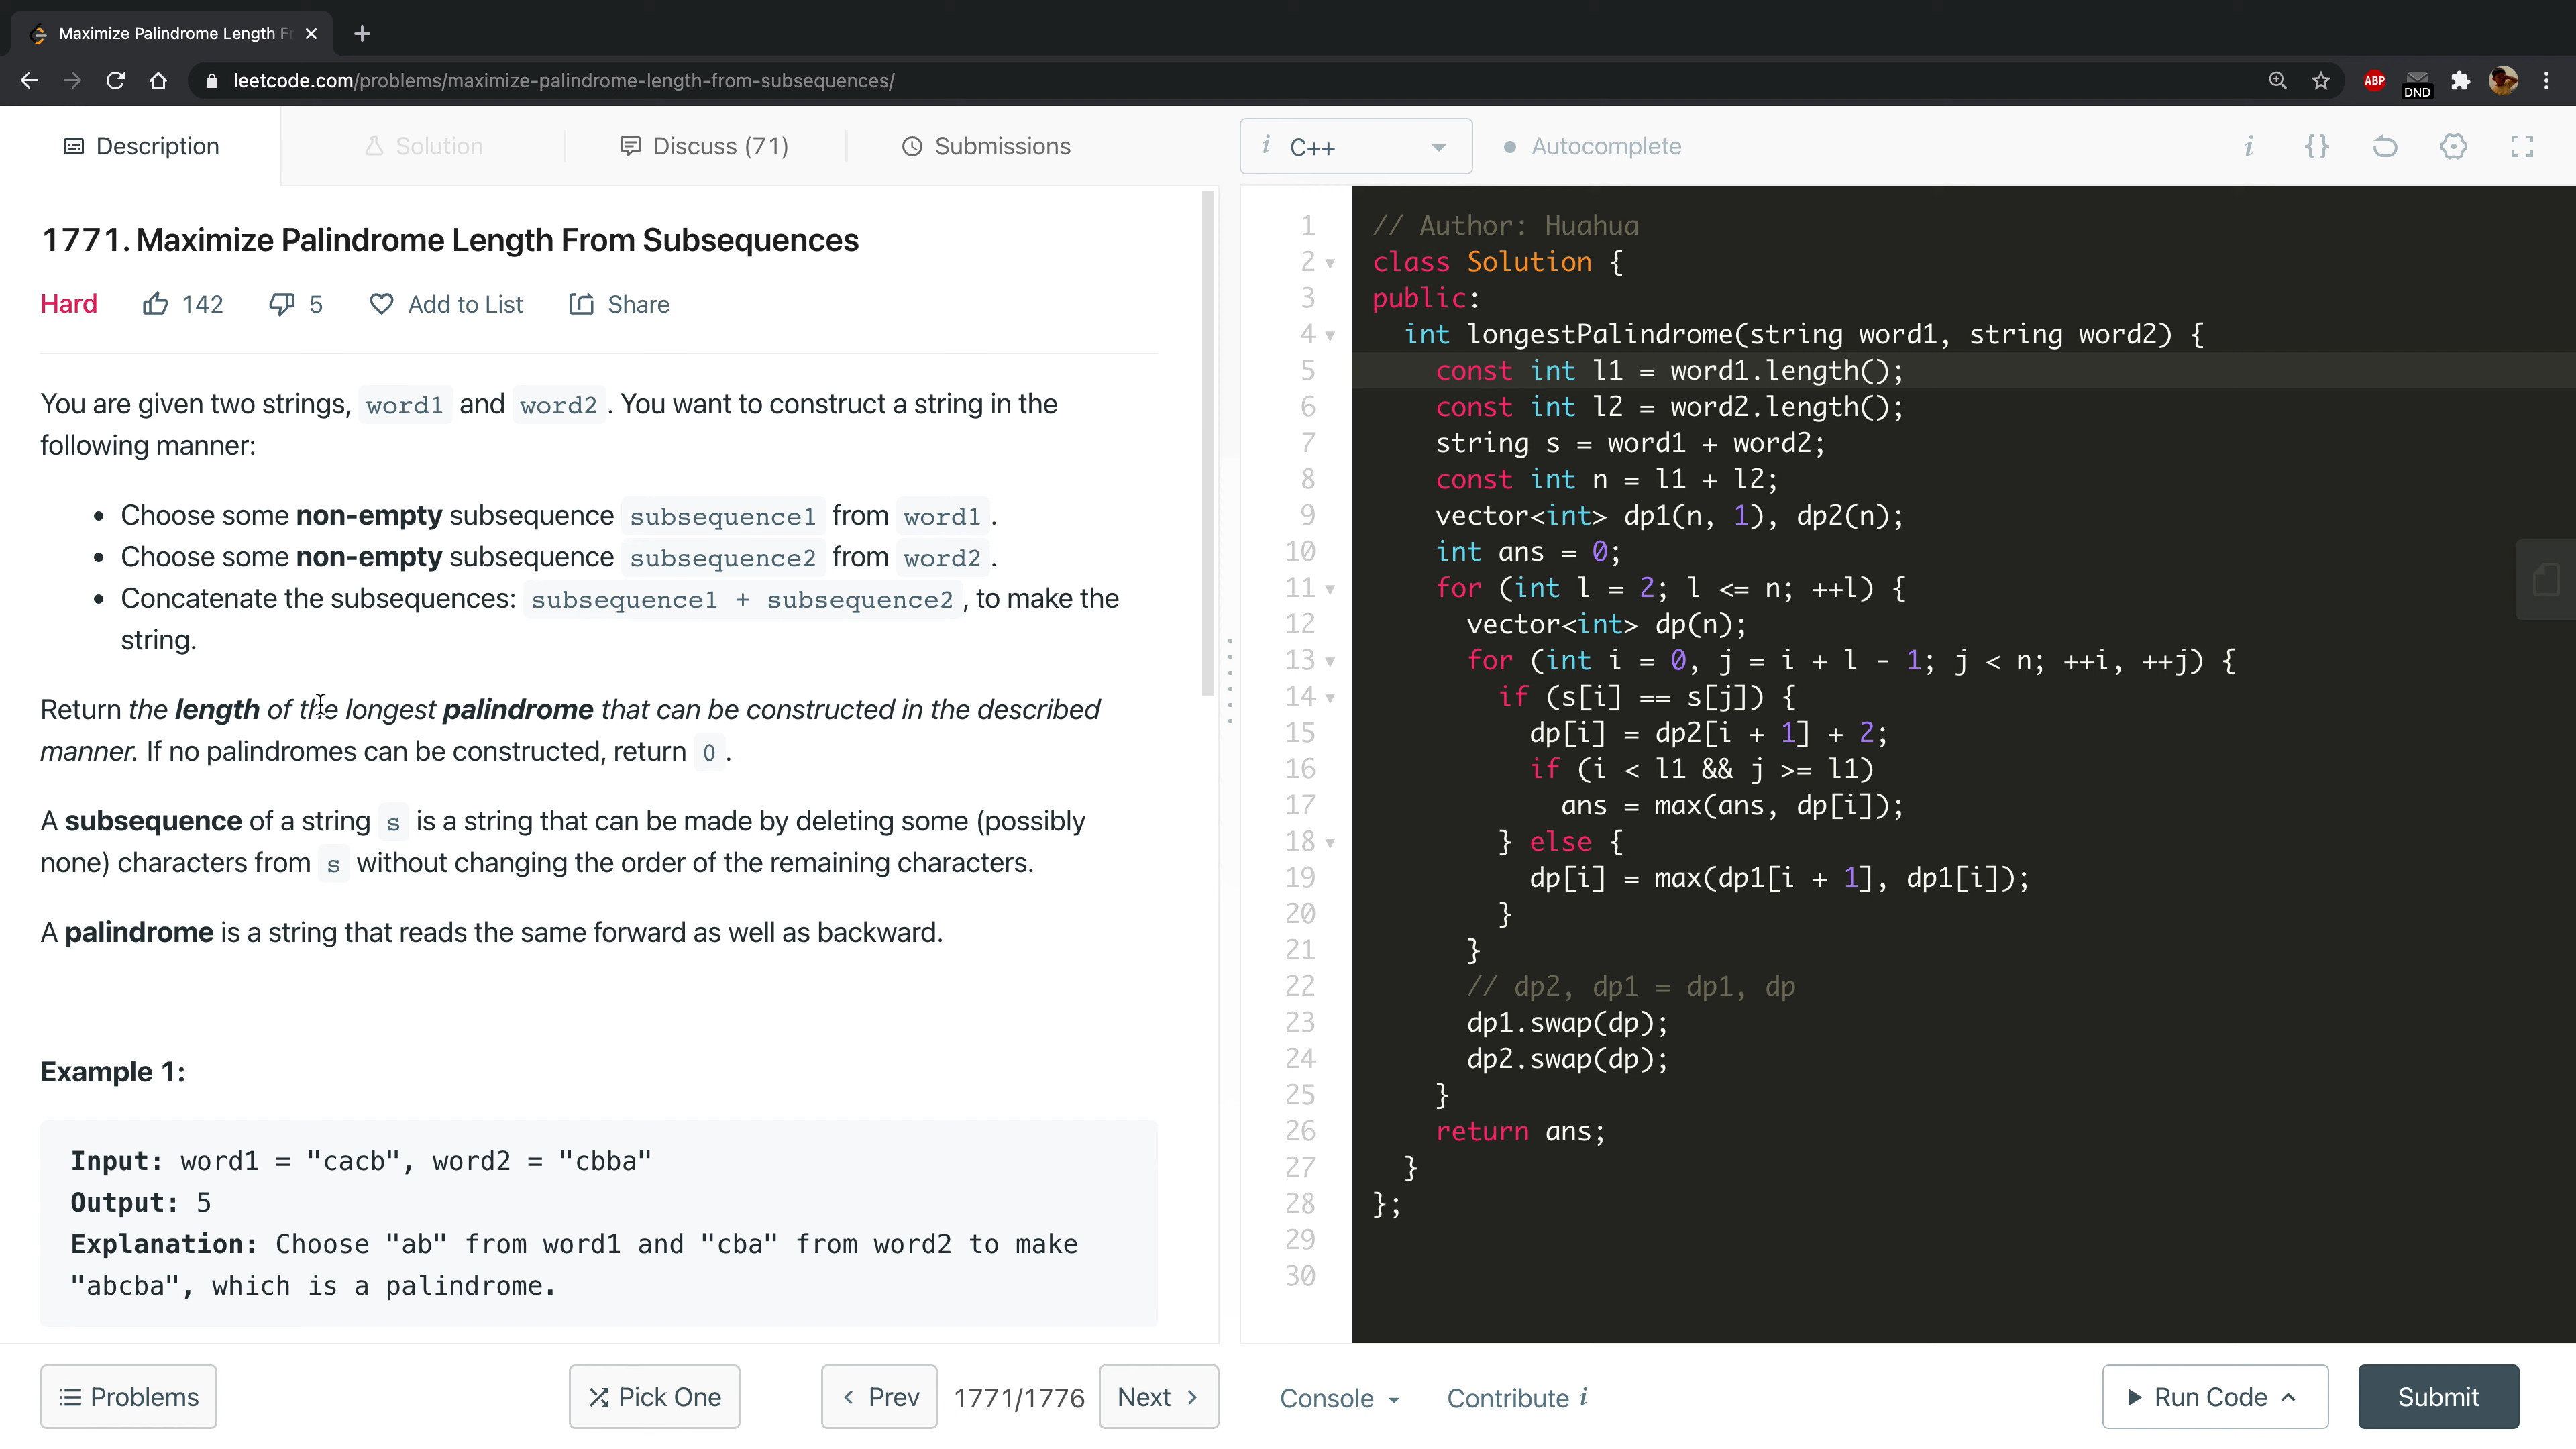 Maximize Palindrome Length Fr
leetcode.com/problems/maximize-palindrome-length-from-subsequences/
ABP
DND
Description
Solution
Discuss (71)
Submissions
i C++
Autocomplete
i {}
1771. Maximize Palindrome Length From Subsequences
Hard 142 5 Add to List Share
You are given two strings, word1 and word2 . You want to construct a string in the
following manner:
• Choose some non-empty subsequence subsequence1 from word1 .
• Choose some non-empty subsequence subsequence2 from word2 .
• Concatenate the subsequences: subsequence1 + subsequence2 , to make the
string.
Return the length of the longest palindrome that can be constructed in the described
manner. If no palindromes can be constructed, return 0 .
A subsequence of a string s is a string that can be made by deleting some (possibly
none) characters from s without changing the order of the remaining characters.
A palindrome is a string that reads the same forward as well as backward.
Example 1:
Input: word1 = "cacb", word2 = "cbba"
Output: 5
Explanation: Choose "ab" from word1 and "cba" from word2 to make
"abcba", which is a palindrome.
Problems
Pick One
Prev
1771/1776
Next
1 // Author: Huahua
2 class Solution {
3 public:
4 int longestPalindrome(string word1, string word2) {
5 const int l1 = word1.length();
6 const int l2 = word2.length();
7 string s = word1 + word2;
8 const int n = l1 + l2;
9 vector<int> dp1(n, 1), dp2(n);
10 int ans = 0;
11 for (int l = 2; l <= n; ++l) {
12 vector<int> dp(n);
13 for (int i = 0, j = i + l - 1; j < n; ++i, ++j) {
14 if (s[i] == s[j]) {
15 dp[i] = dp2[i + 1] + 2;
16 if (i < l1 && j >= l1)
17 ans = max(ans, dp[i]);
18 } else {
19 dp[i] = max(dp1[i + 1], dp1[i]);
20 }
21 }
22 // dp2, dp1 = dp1, dp
23 dp1.swap(dp);
24 dp2.swap(dp);
25 }
26 return ans;
27 }
28 };
29
30
Console
Contribute i
Run Code
Submit